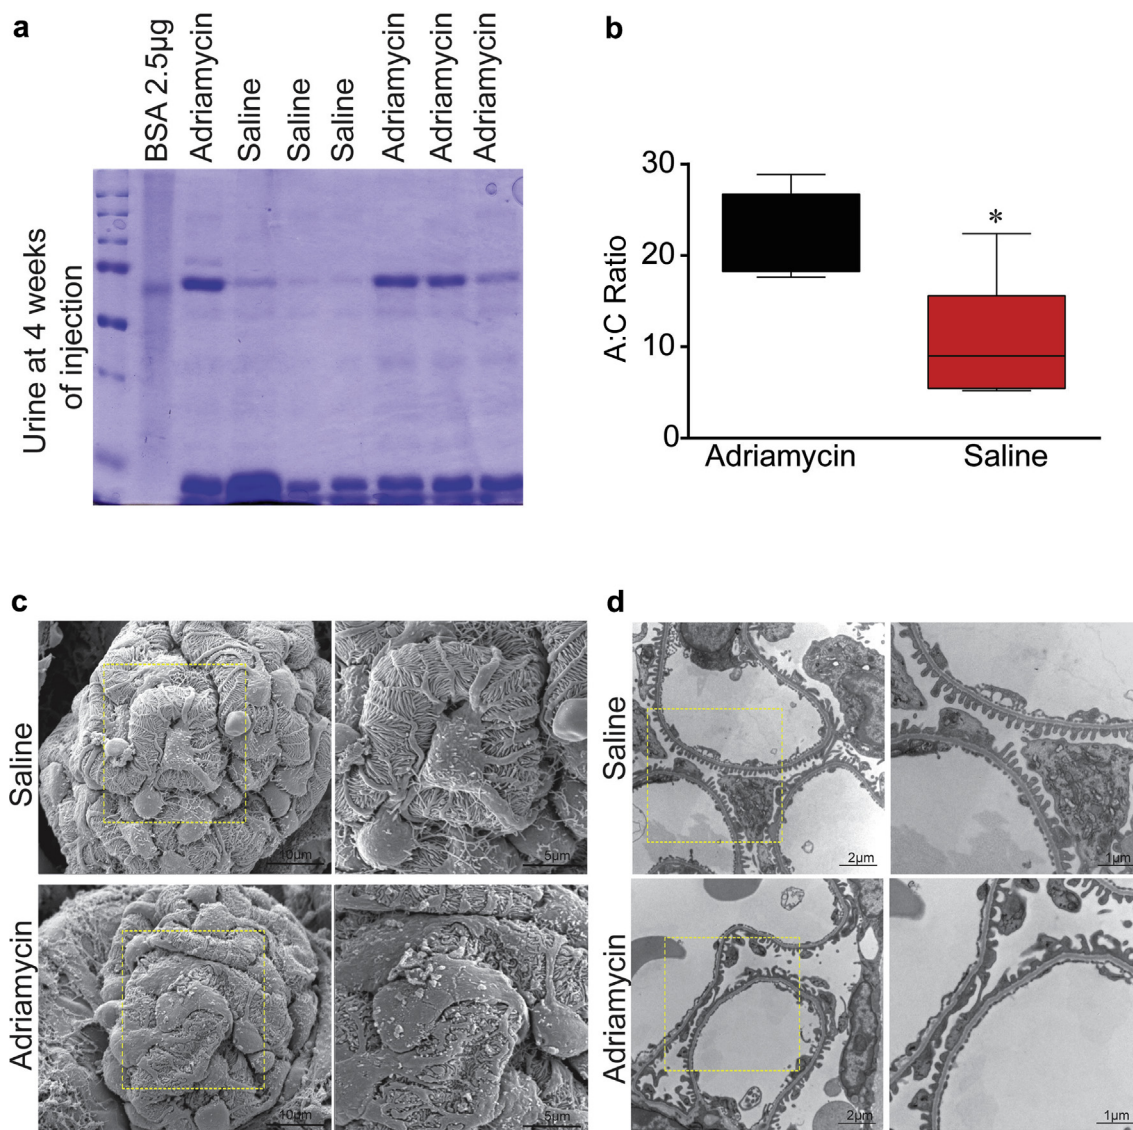 a
BSA 2.5µg
Adriamycin
Saline
Saline
Saline
Adriamycin
Adriamycin
Adriamycin
Urine at 4 weeks
of injection
b
A:C Ratio
30
20
10
0
*
Adriamycin
Saline
c
Saline
10µm
5µm
Adriamycin
10µm
5µm
d
Saline
2µm
1µm
Adriamycin
2µm
1µm